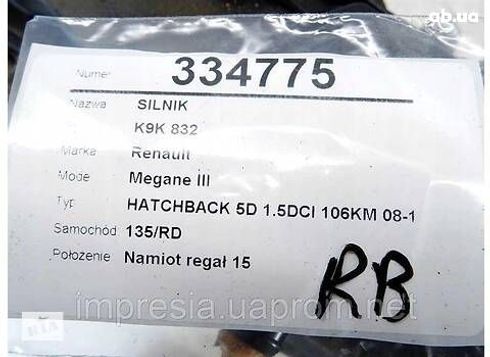 ab.ua
Numer 334775
Nazwa SILNIK
K9K 832
Marka Renault
Mode Megane III
Typ HATCHBACK 5D 1.5DCI 106KM 08-1
Samochód 135/RD
Położenie Namiot regał 15
RB
impresia.uaprom.net
RIA